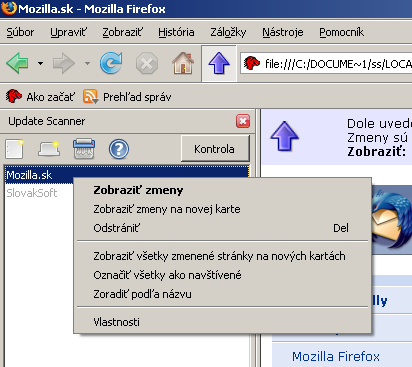 Mozilla.sk - Mozilla Firefox
Súbor Upraviť Zobraziť História Záložky Nástroje Pomocník
file:///C:/DOCUME~1/ss/LOCA
Ako začať Prehľad správ
Update Scanner
Kontrola
Mozilla.sk
SlovakSoft
Zobraziť zmeny
Zobraziť zmeny na novej karte
Odstrániť Del
Zobraziť všetky zmenené stránky na nových kartách
Označiť všetky ako navštívené
Zoradiť podľa názvu
Vlastnosti
Dole uvede
Zmeny sú
Zobraziť:
lly
Mozilla Firefox